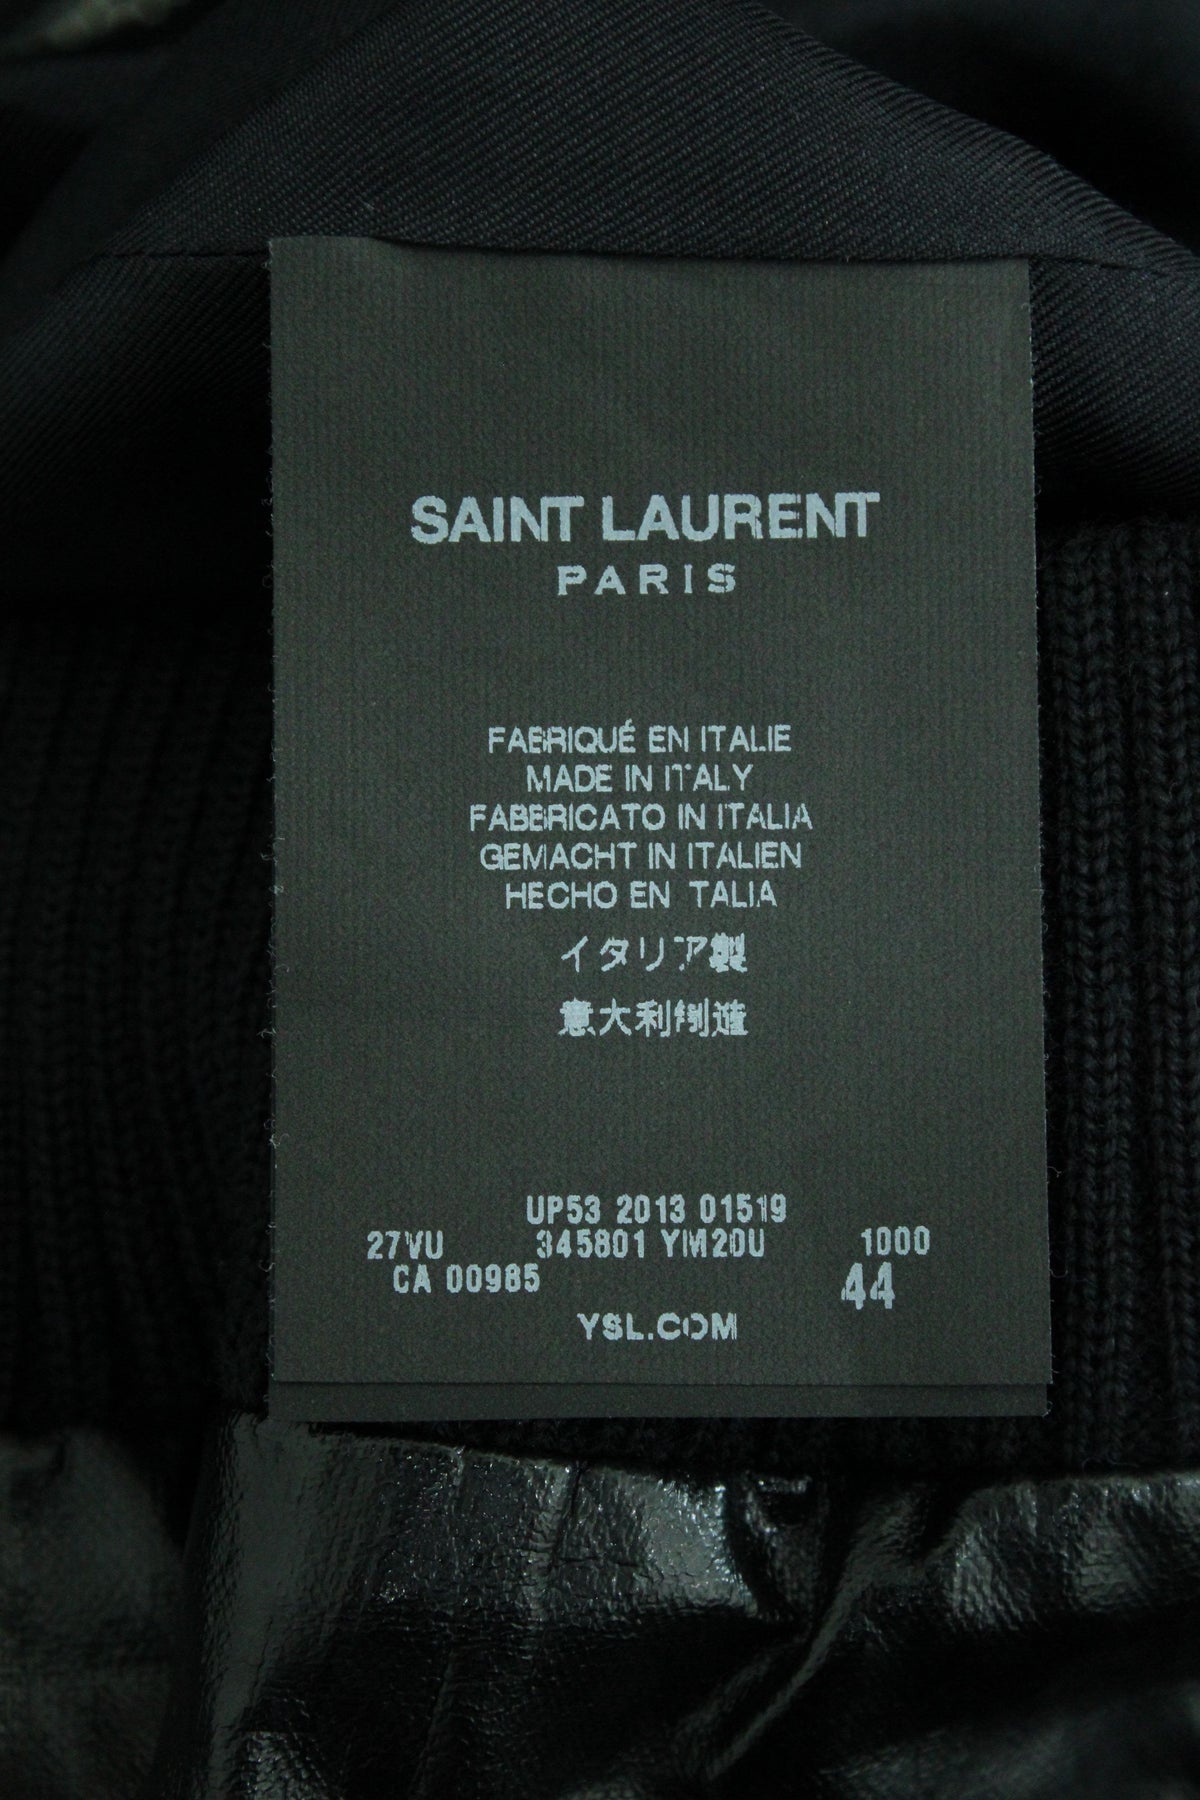 SAINT LAURENT
PARIS
FABRIQUÉ EN ITALIE
MADE IN ITALY
FABBRICATO IN ITALIA
GEMACHT IN ITALIEN
HECHO EN TALIA
イタリア製
意大利制造
UP53 2013 01519
27WU 345801 YM20U 1000
CA 00985 44
YSL.COM